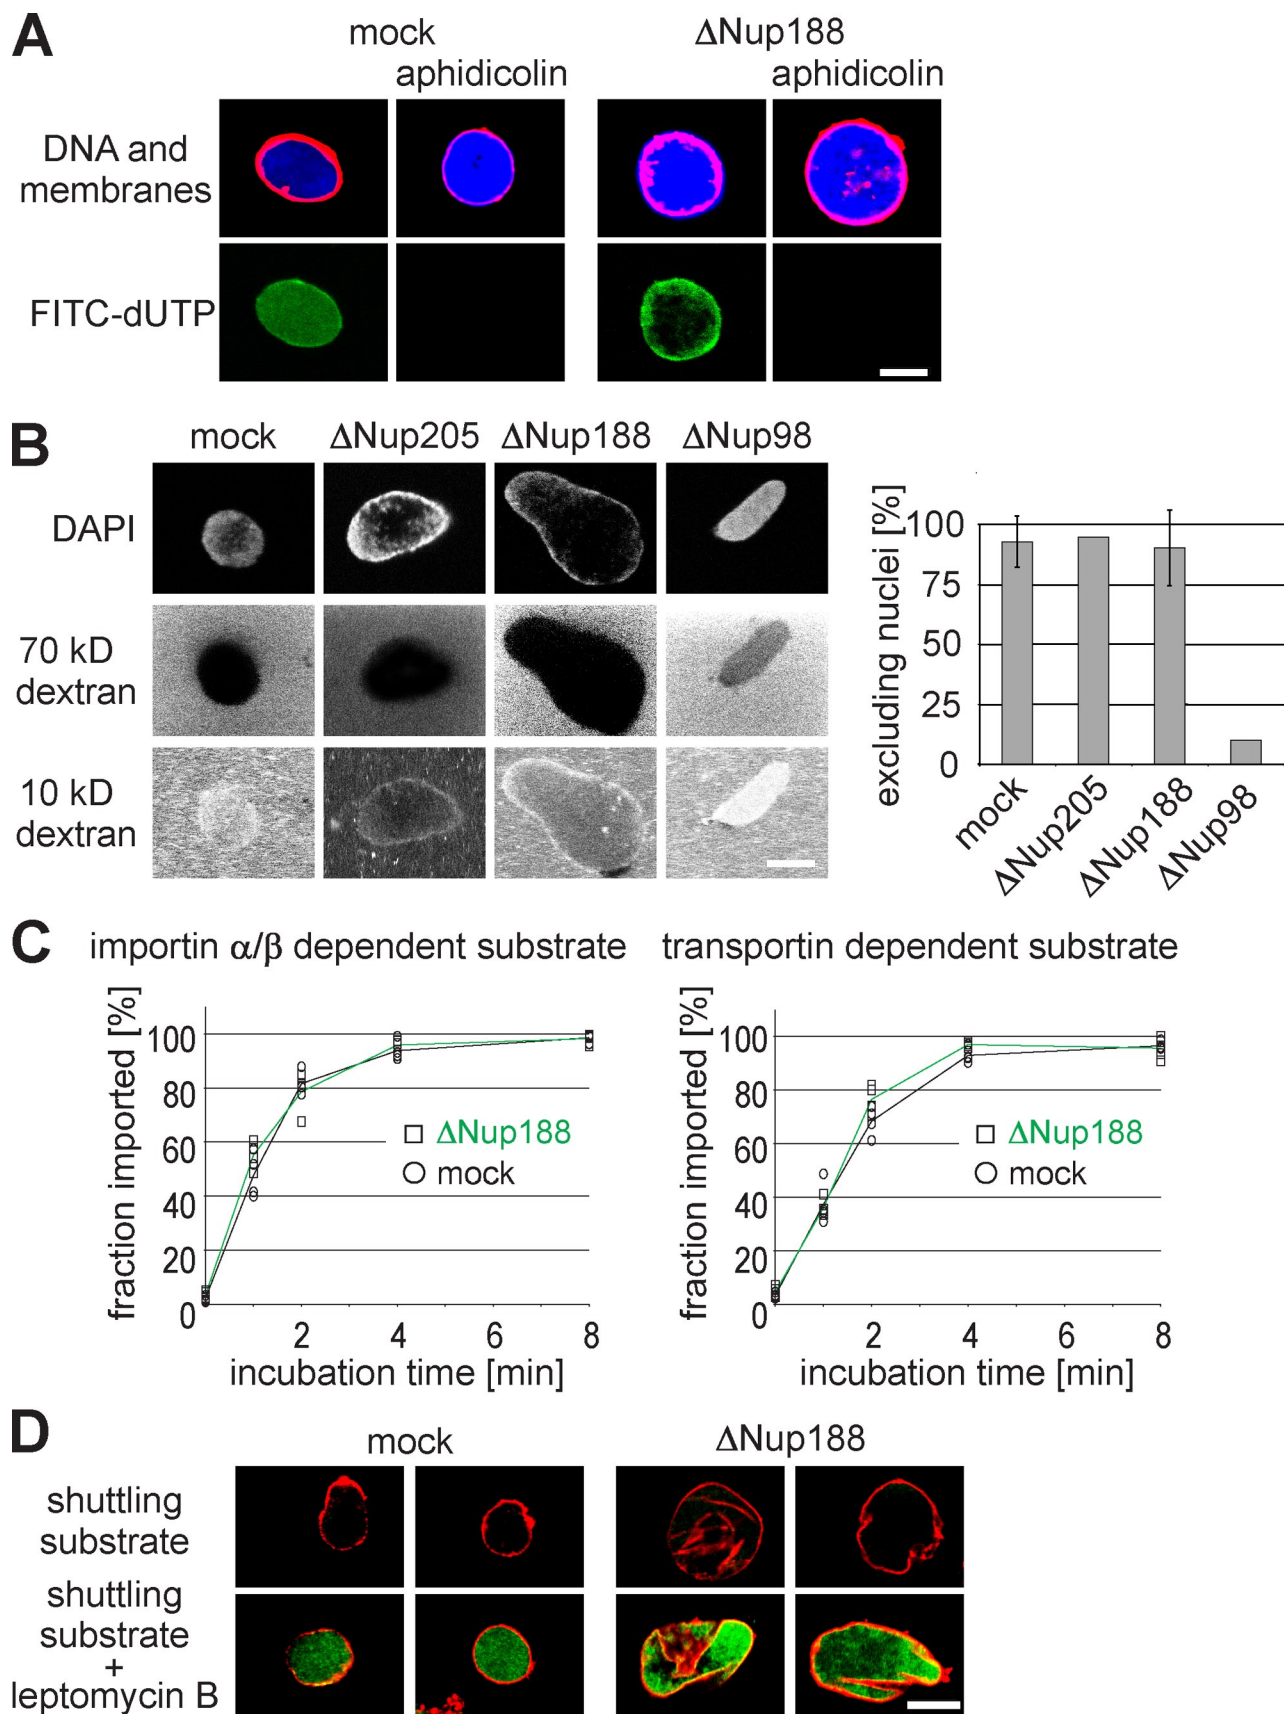 A
mock
ΔNup188
aphidicolin
aphidicolin
DNA and
membranes
FITC-dUTP
B
mock
ΔNup205
ΔNup188
ΔNup98
DAPI
70 kD
dextran
10 kD
dextran
excluding nuclei [%]
100
75
50
25
0
mock
ΔNup205
ΔNup188
ΔNup98
C
importin α/β dependent substrate
fraction imported [%]
100
80
60
40
20
0
ΔNup188
mock
2 4 6 8
incubation time [min]
transportin dependent substrate
fraction imported [%]
100
80
60
40
20
0
ΔNup188
mock
2 4 6 8
incubation time [min]
D
mock
ΔNup188
shuttling
substrate
shuttling
substrate
+
leptomycin B